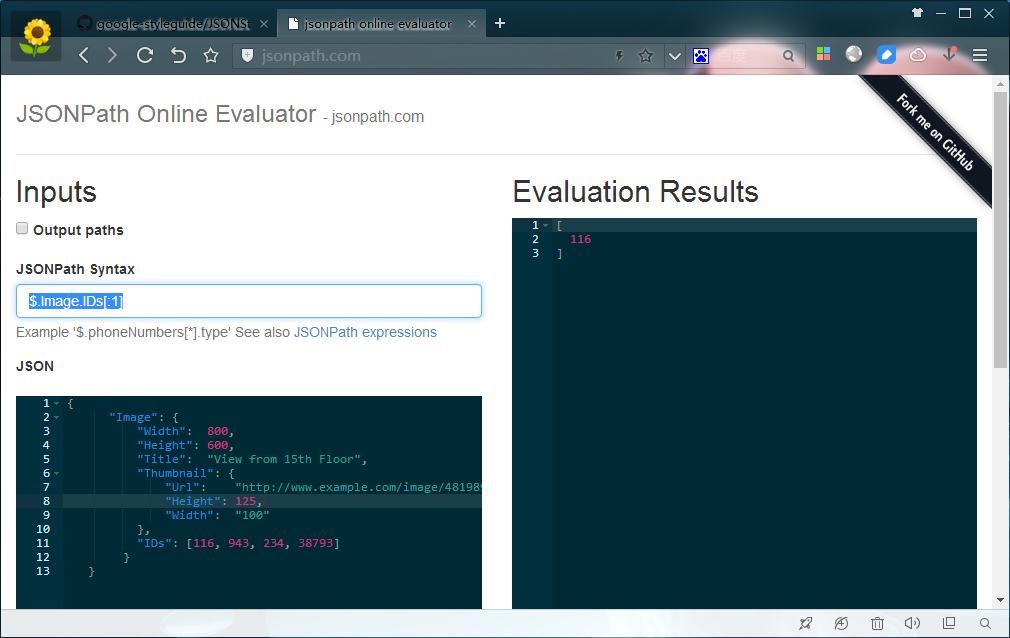 google-styleguide/JSONSt
jsonpath online evaluator
jsonpath.com
百度
Fork me on GitHub
JSONPath Online Evaluator - jsonpath.com
Inputs
Output paths
JSONPath Syntax
$.Image.IDs[:1]
Example '$.phoneNumbers[*].type' See also JSONPath expressions
JSON
1 {
2 "Image": {
3 "Width": 800,
4 "Height": 600,
5 "Title": "View from 15th Floor",
6 "Thumbnail": {
7 "Url": "http://www.example.com/image/481989
8 "Height": 125,
9 "Width": "100"
10 },
11 "IDs": [116, 943, 234, 38793]
12 }
13 }
Evaluation Results
1 [
2 116
3 ]